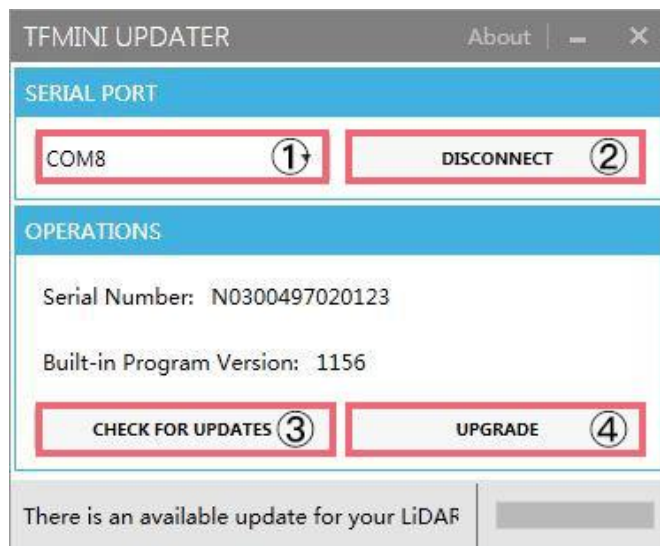 TFMINI UPDATER About
SERIAL PORT
COM8 ① DISCONNECT ②
OPERATIONS
Serial Number: N0300497020123
Built-in Program Version: 1156
CHECK FOR UPDATES ③ UPGRADE ④
There is an available update for your LiDAR